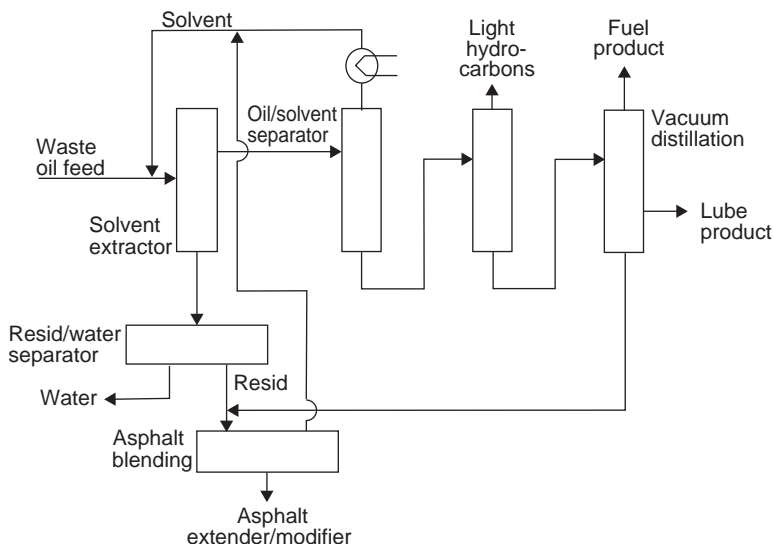 Solvent
Light
hydro-
carbons
Fuel
product
Oil/solvent
separator
Vacuum
distillation
Waste
oil feed
Solvent
extractor
Lube
product
Resid/water
separator
Water
Resid
Asphalt
blending
Asphalt
extender/modifier